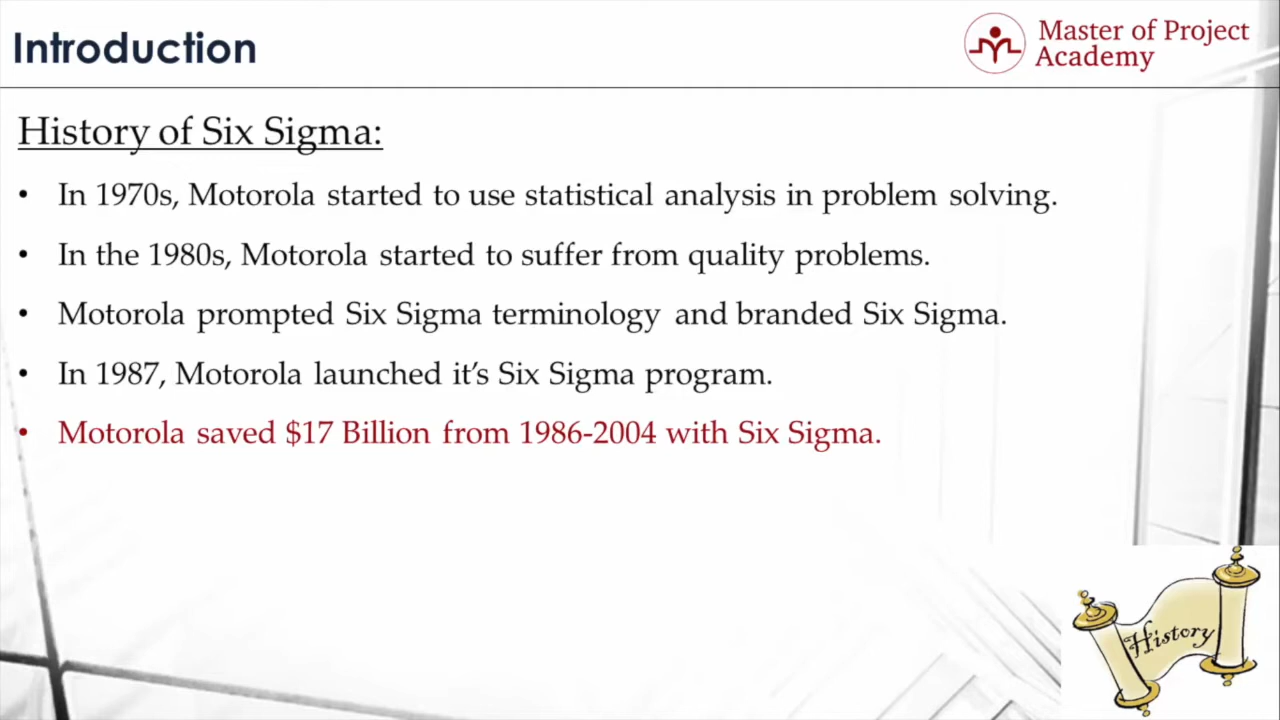 Introduction
Master of Project
Academy
History of Six Sigma:
• In 1970s, Motorola started to use statistical analysis in problem solving.
• In the 1980s, Motorola started to suffer from quality problems.
• Motorola prompted Six Sigma terminology and branded Six Sigma.
• In 1987, Motorola launched it’s Six Sigma program.
• Motorola saved $17 Billion from 1986-2004 with Six Sigma.
History